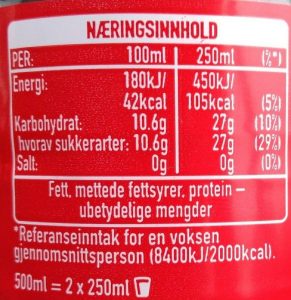 NÆRINGSINNHOLD
PER: 100ml 250ml (%*)
Energi: 180kJ/ 450kJ/
42kcal 105kcal (5%)
Karbohydrat: 10.6g 27g (10%)
hvorav sukkerarter: 10.6g 27g (29%)
Salt: 0g 0g (0%)
Fett, mettede fettsyrer, protein –
ubetydelige mengder
*Referanseinntak for en voksen
gjennomsnittsperson (8400kJ/2000kcal).
500ml = 2 x 250ml